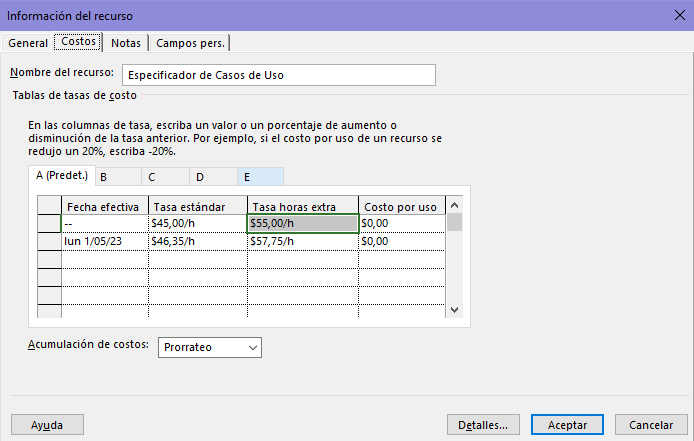 Información del recurso
General Costos Notas Campos pers.
Nombre del recurso: Especificador de Casos de Uso
Tablas de tasas de costo
En las columnas de tasa, escriba un valor o un porcentaje de aumento o
disminución de la tasa anterior. Por ejemplo, si el costo por uso de un recurso se
redujo un 20%, escriba -20%.
A (Predet.) B C D E
Fecha efectiva Tasa estándar Tasa horas extra Costo por uso
-- $45,00/h $55,00/h $0,00
lun 1/05/23 $46,35/h $57,75/h $0,00
Acumulación de costos: Prorrateo
Ayuda Detalles... Aceptar Cancelar